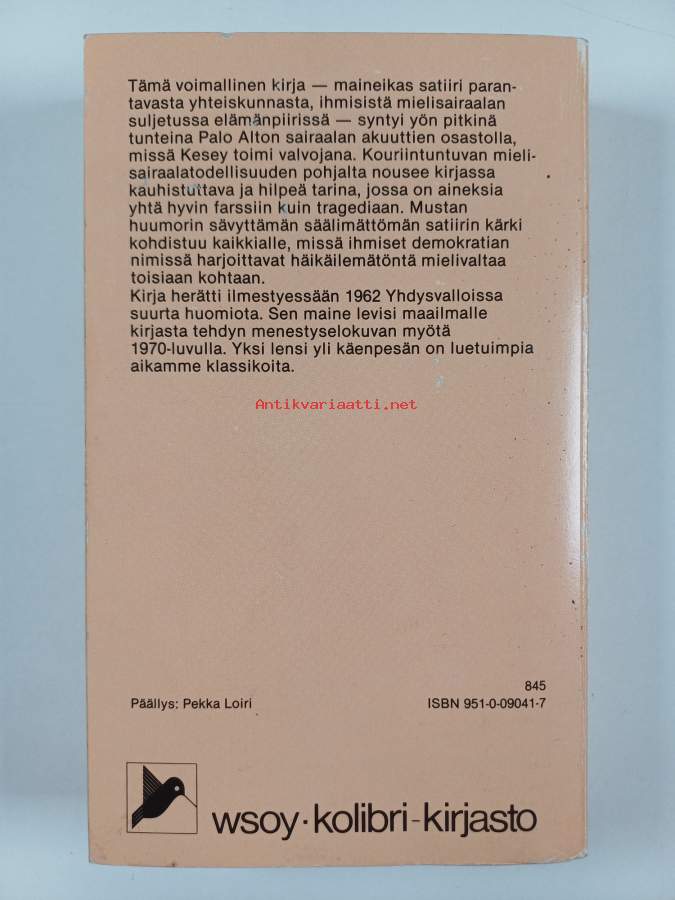 Tämä voimallinen kirja — maineikas satiiri paran-
tavasta yhteiskunnasta, ihmisistä mielisairaalan
suljetussa elämänpiirissä — syntyi yön pitkinä
tunteina Palo Alton sairaalan akuuttien osastolla,
missä Kesey toimi valvojana. Kouriintuntuvan mieli-
sairaalatodellisuuden pohjalta nousee kirjassa
kauhistuttava ja hilpeä tarina, jossa on aineksia
yhtä hyvin farssiin kuin tragediaan. Mustan
huumorin sävyttämän säälimättömän satiirin kärki
kohdistuu kaikkialle, missä ihmiset demokratian
nimissä harjoittavat häikäilemätöntä mielivaltaa
toisiaan kohtaan.
Kirja herätti ilmestyessään 1962 Yhdysvalloissa
suurta huomiota. Sen maine levisi maailmalle
kirjasta tehdyn menestyselokuvan myötä
1970-luvulla. Yksi lensi yli käenpesän on luetuimpia
aikamme klassikoita.
Antikvariaatti.net
845
Päällys: Pekka Loiri ISBN 951-0-09041-7
wsoy·kolibri-kirjasto